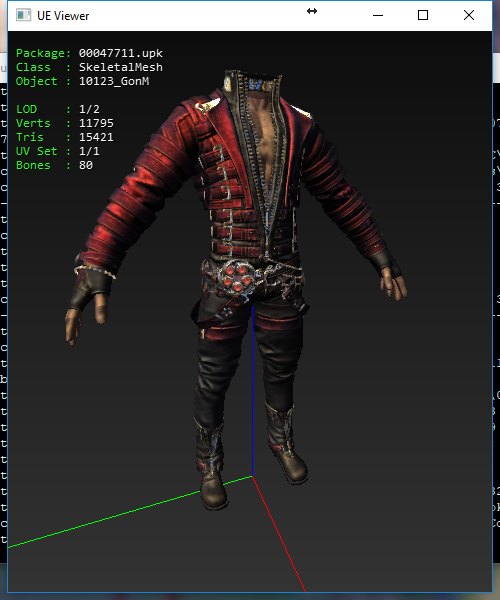 UE Viewer
Package: 00047711.upk
Class : SkeletalMesh
Object : 10123_GonM
LOD : 1/2
Verts : 11795
Tris : 15421
UV Set : 1/1
Bones : 80